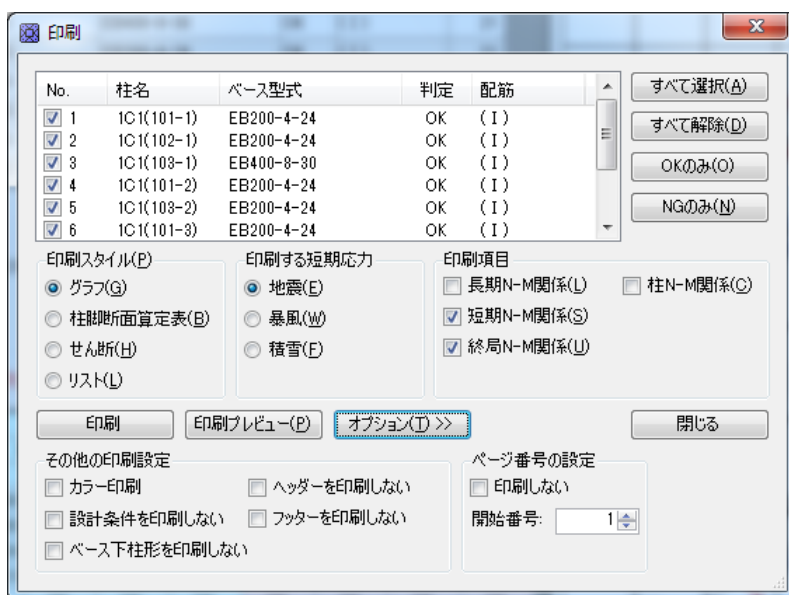 印刷
No. 柱名 ベース型式 判定 配筋
1 1C1(101-1) EB200-4-24 OK (I)
2 1C1(102-1) EB200-4-24 OK (I)
3 1C1(103-1) EB400-8-30 OK (I)
4 1C1(101-2) EB200-4-24 OK (I)
5 1C1(103-2) EB200-4-24 OK (I)
6 1C1(101-3) EB200-4-24 OK (I)
すべて選択(A)
すべて解除(D)
OKのみ(O)
NGのみ(N)
印刷スタイル(P)
グラフ(G)
柱脚断面算定表(B)
せん断(H)
リスト(L)
印刷する短期応力
地震(E)
暴風(W)
積雪(F)
印刷項目
長期N-M関係(L) 柱N-M関係(C)
短期N-M関係(S)
終局N-M関係(U)
印刷 印刷プレビュー(P) オプション(T) >> 閉じる
その他の印刷設定
カラー印刷 ヘッダーを印刷しない
設計条件を印刷しない フッターを印刷しない
ベース下柱形を印刷しない
ページ番号の設定
印刷しない
開始番号: 1